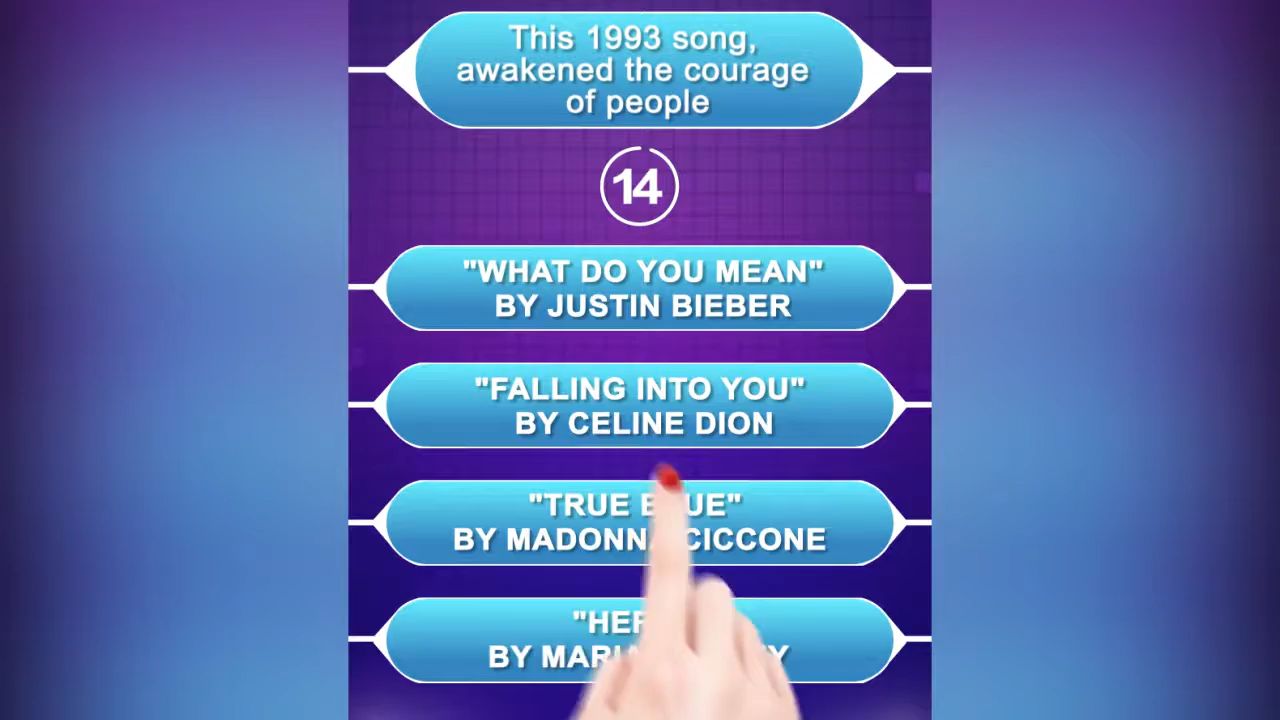 This 1993 song,
awakened the courage
of people
14
"WHAT DO YOU MEAN"
BY JUSTIN BIEBER
"FALLING INTO YOU"
BY CELINE DION
"TRUE
BY CICCONE
BY